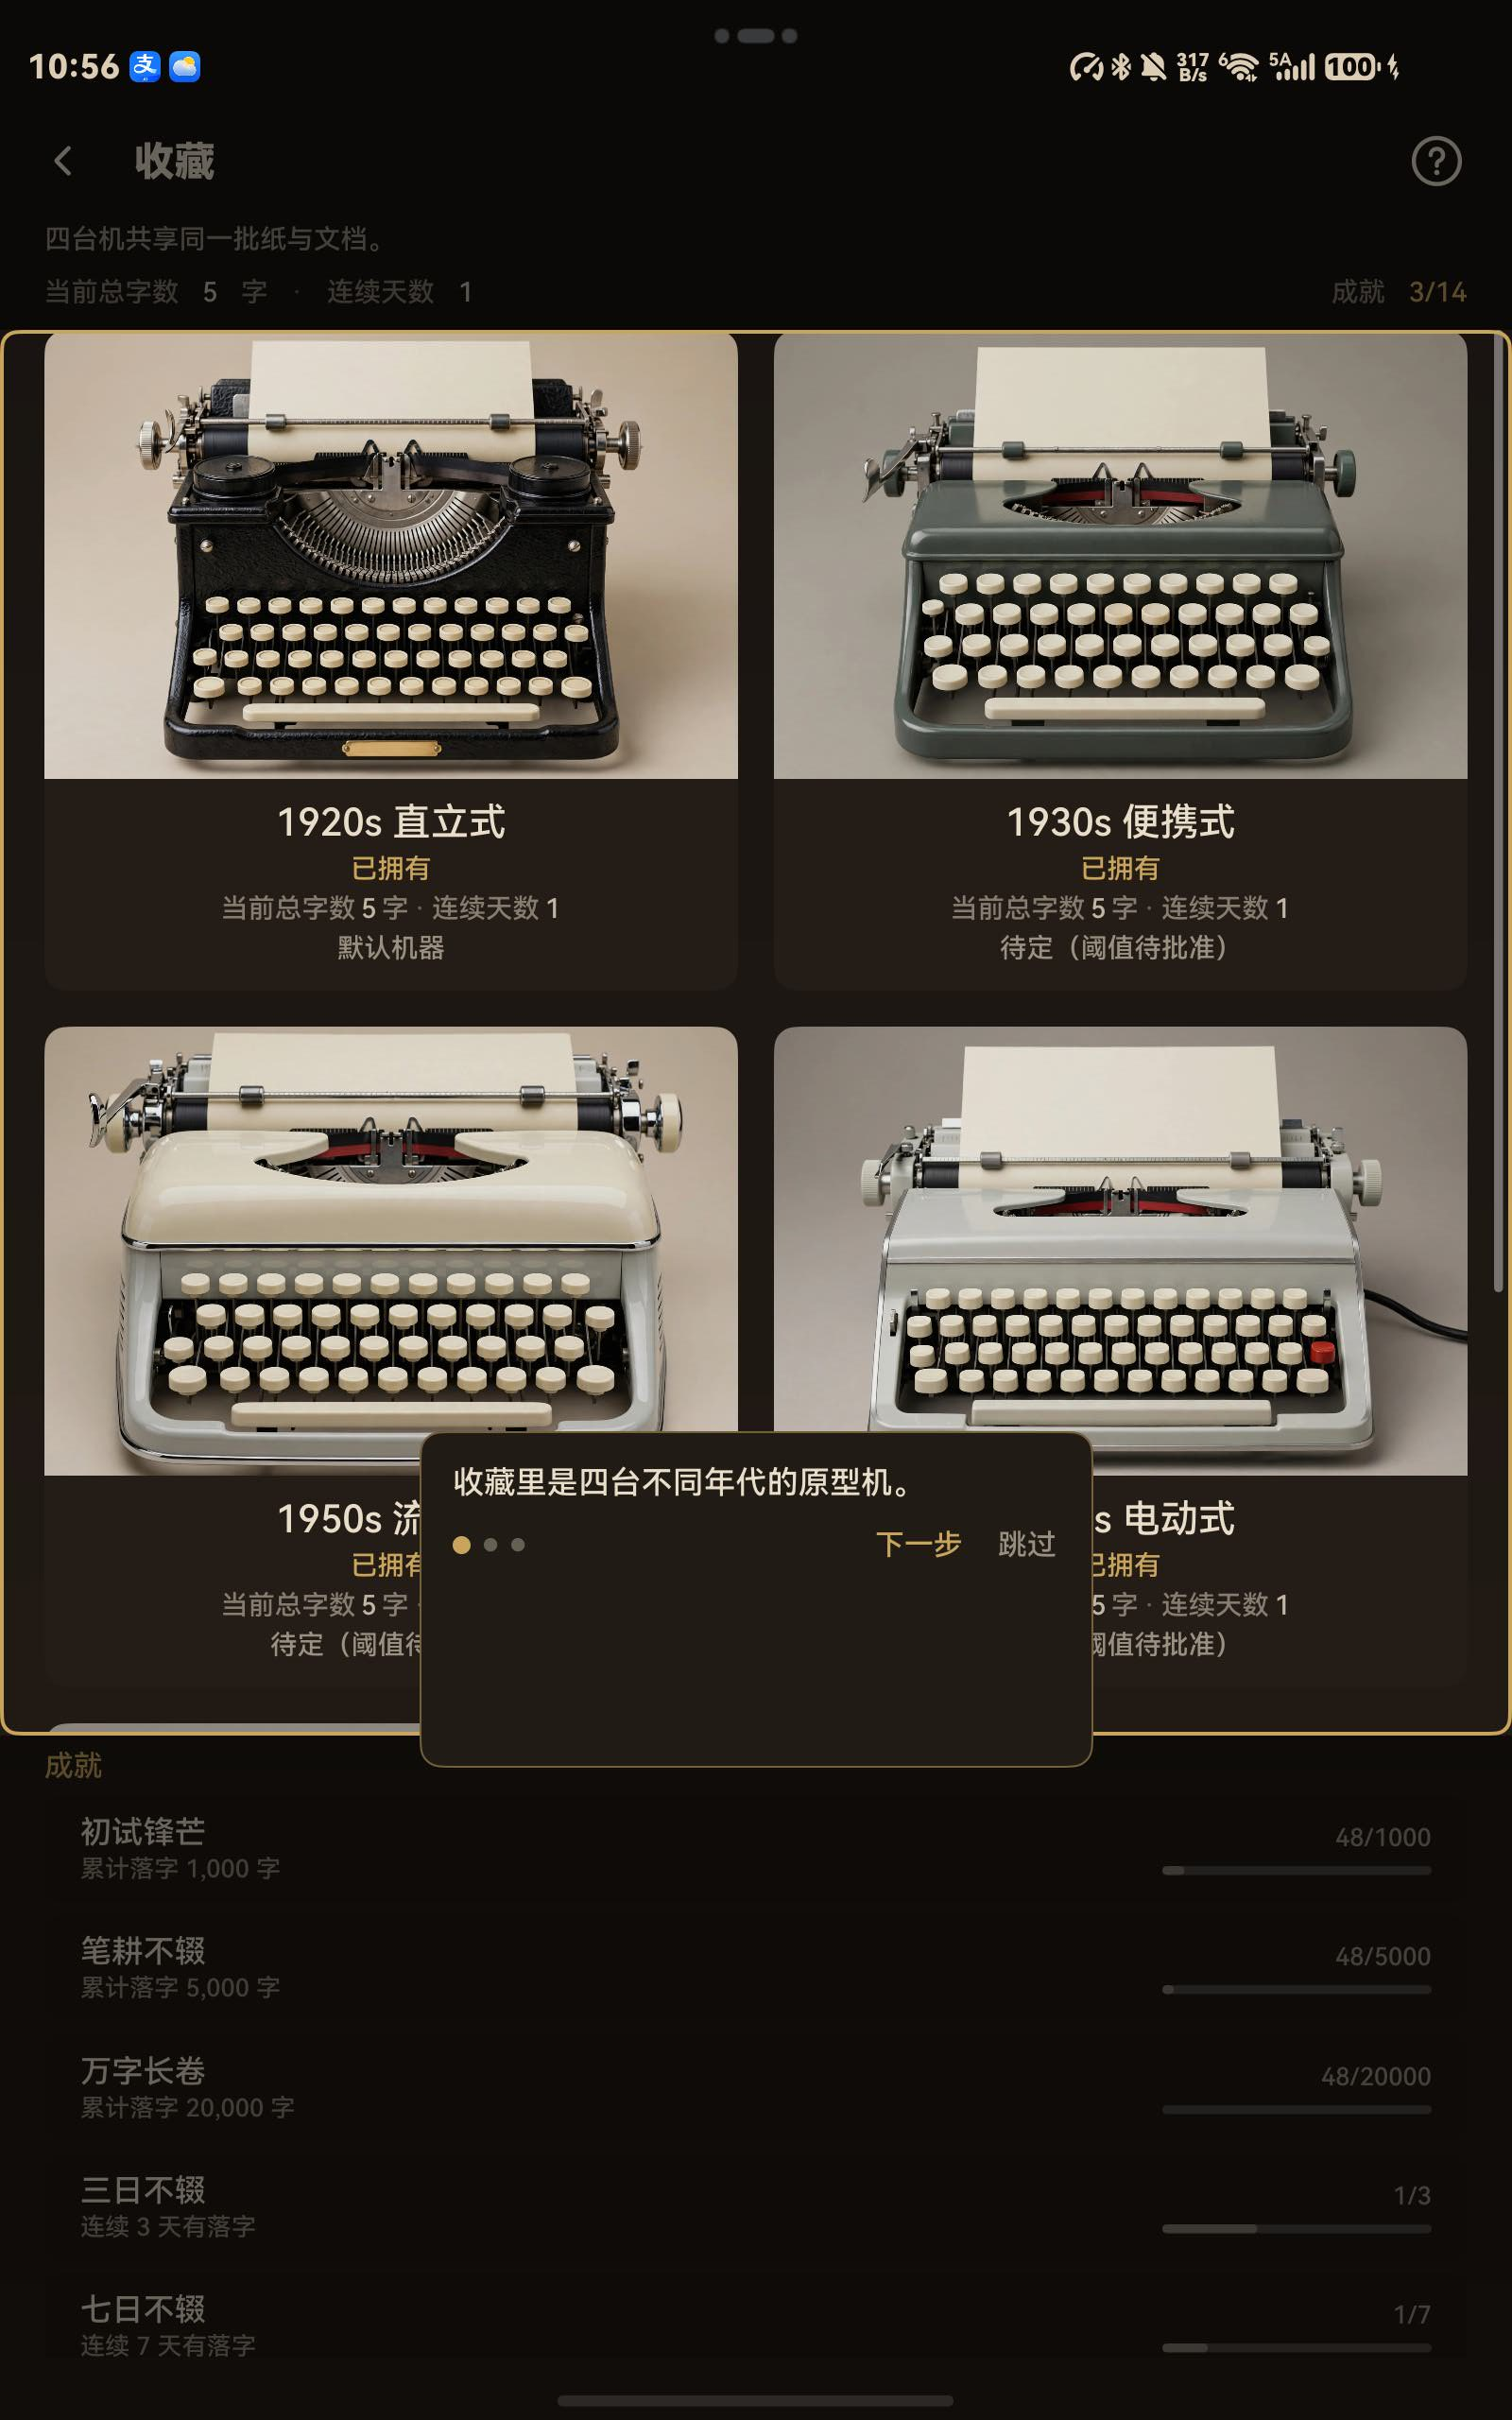 10:56
317
B/s
6
5A
100
收藏
四台机共享同一批纸与文档。
当前总字数 5 字 · 连续天数 1
成就 3/14
1920s 直立式
已拥有
当前总字数 5 字 · 连续天数 1
默认机器
1930s 便携式
已拥有
当前总字数 5 字 · 连续天数 1
待定（阈值待批准）
1950s 流
已拥有
当前总字数 5 字 ·
待定（阈值待
s 电动式
已拥有
5 字 · 连续天数 1
阈值待批准）
收藏里是四台不同年代的原型机。
下一步 跳过
成就
初试锋芒
48/1000
累计落字 1,000 字
笔耕不辍
48/5000
累计落字 5,000 字
万字长卷
48/20000
累计落字 20,000 字
三日不辍
1/3
连续 3 天有落字
七日不辍
1/7
连续 7 天有落字